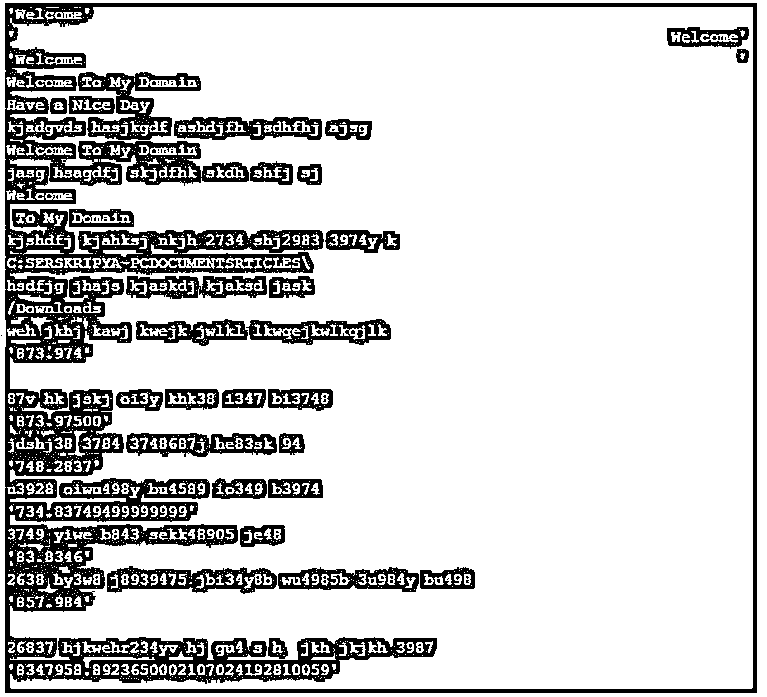 'Welcome'
' Welcome'
'Welcome '
Welcome To My Domain
Have a Nice Day
kjadgvds hasjkgdf ashdjfh jsdhfhj ajsg
Welcome To My Domain
jasg hsagdfj skjdfhk skdh shfj sj
Welcome
To My Domain
kjshdfj kjahksj nkjh 2734 shj2983 3974y k
C:SERSKRIPYA~PCDOCUMENTSRTICLES\
hsdfjg jhajs kjaskdj kjaksd jask
/Downloads
weh jkhj kawj kwejk jwlkl lkwqejkwlkgjlk
'873.974'
87v hk jskj oi3y khk38 i347 bi3748
'873.97500'
jdshj38 3784 3748687j he83sk 94
'748.2837'
n3928 oiwu498y bu4589 io349 b3974
'734.83749499999999'
3749 yiwe b843 sekk48905 je48
'83.8346'
2638 hy3w8 j8939475 jbi34y8b wu4985b 3u984y bu498
'857.984'
26837 hjkwehr234yv hj gu4 s h jkh jkjkh 3987
'8347958.8923650002107024192810059'